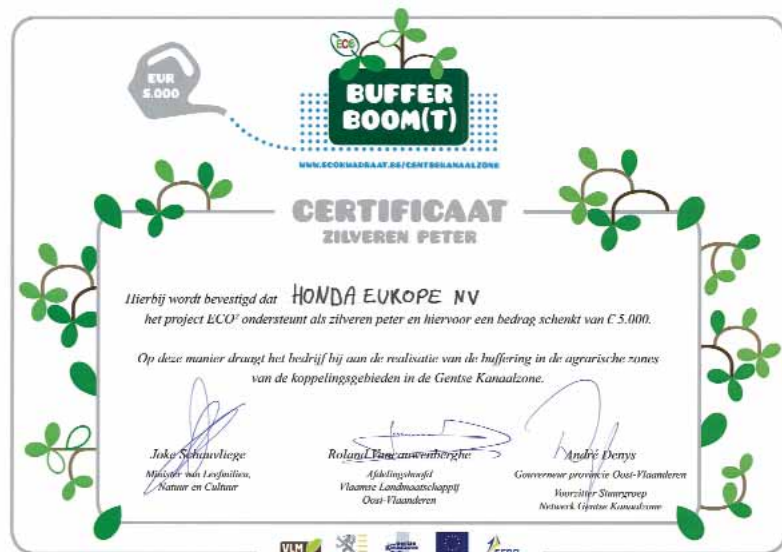 EUR
5.000
ECO
BUFFER
BOOM(T)
WWW.ECOKWADRAAT.BE/GENTSEKANAALZONE
CERTIFICAAT
ZILVEREN PETER
Hierbij wordt bevestigd dat HONDA EUROPE NV
het project ECO² ondersteunt als zilveren peter en hiervoor een bedrag schenkt van € 5.000.
Op deze manier draagt het bedrijf bij aan de realisatie van de buffering in de agrarische zones
van de koppelingsgebieden in de Gentse Kanaalzone.
Joke Schauvliege
Minister van Leefmilieu,
Natuur en Cultuur
Roland Vancauwenberghe
Afdelingshoofd
Vlaamse Landmaatschappij
Oost-Vlaanderen
André Denys
Gouverneur provincie Oost-Vlaanderen
Voorzitter Stuurgroep
Netwerk Gentse Kanaalzone
VLM